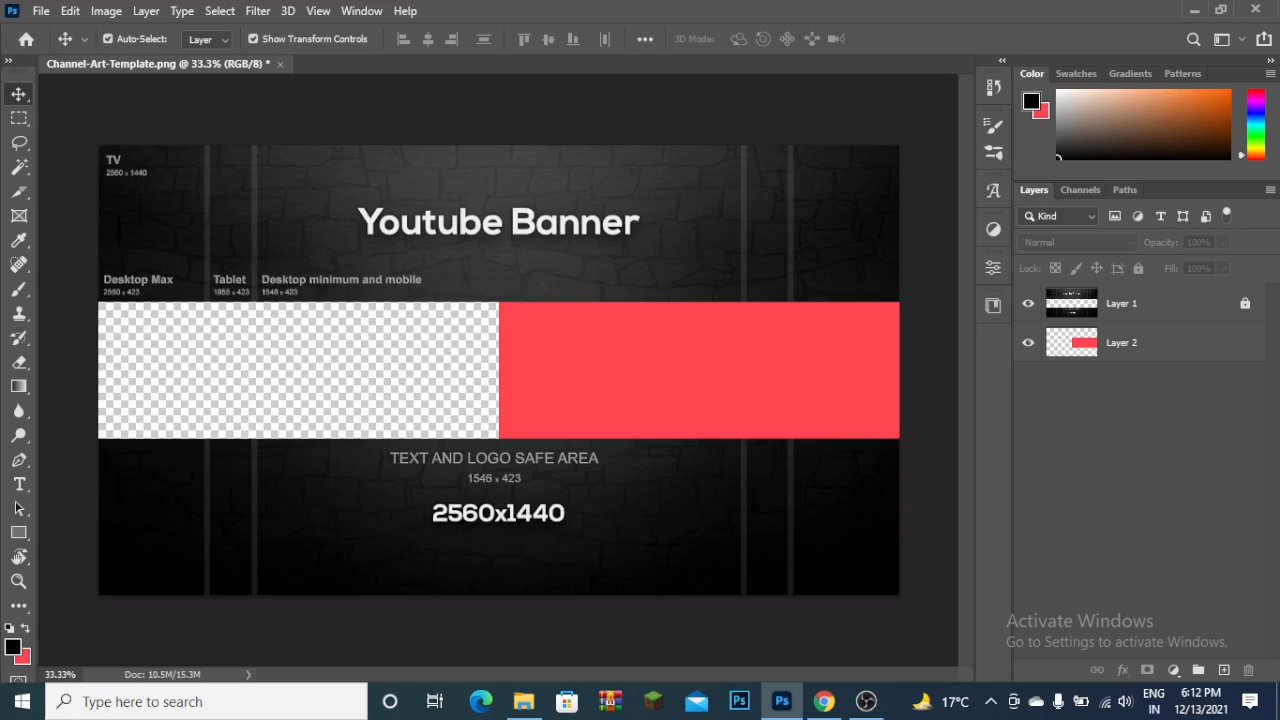 Ps File Edit Image Layer Type Select Filter 3D View Window Help
Auto-Select: Layer Show Transform Controls 3D Mode:
Channel-Art-Template.png @ 33.3% (RGB/8) *
Color Swatches Gradients Patterns
TV
2560 x 1440
Youtube Banner
Desktop Max Tablet Desktop minimum and mobile
2560 x 423 1855 x 423 1546 x 423
TEXT AND LOGO SAFE AREA
1546 x 423
2560x1440
Layers Channels Paths
Kind
Normal Opacity: 100%
Lock: Fill: 100%
Layer 1
Layer 2
Activate Windows
Go to Settings to activate Windows.
33.33% Doc: 10.5M/15.3M
Type here to search
Ps Ps
17°C
ENG
IN
6:12 PM
12/13/2021